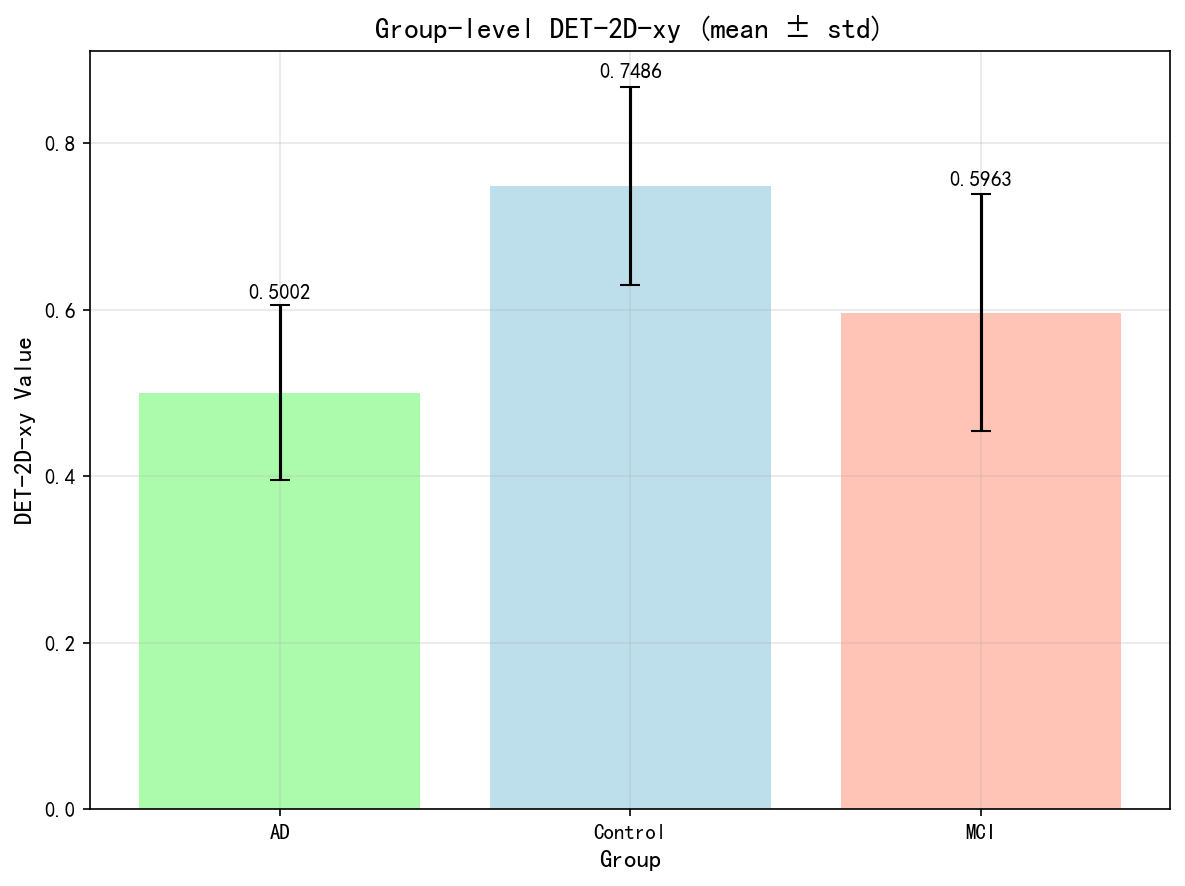 Group-level DET-2D-xy (mean ± std)
0.7486
0.5963
0.5002
0.8
0.6
0.4
0.2
0.0
DET-2D-xy Value
AD
Control
MCI
Group